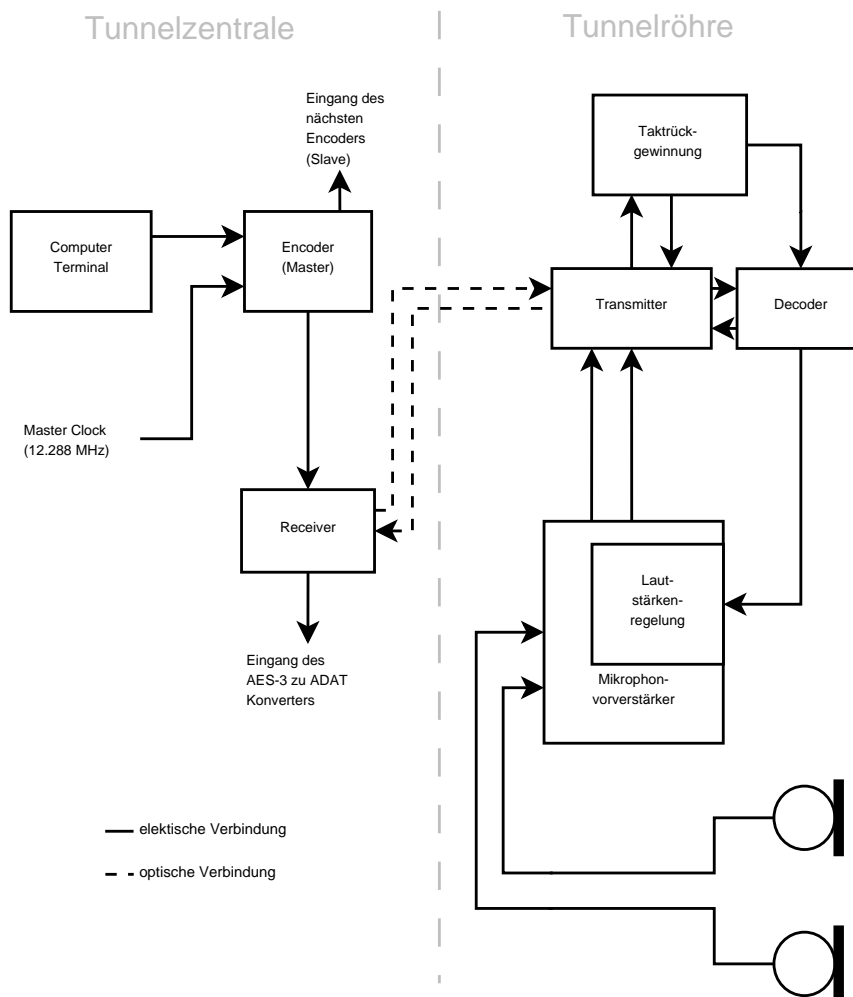 Tunnelzentrale
Tunnelröhre
Eingang des
nächsten
Encoders
(Slave)
Taktrück-
gewinnung
Computer
Terminal
Encoder
(Master)
Transmitter
Decoder
Master Clock
(12.288 MHz)
Receiver
Laut-
stärken-
regelung
Eingang des
AES-3 zu ADAT
Konverters
Mikrophon-
vorverstärker
elektische Verbindung
optische Verbindung